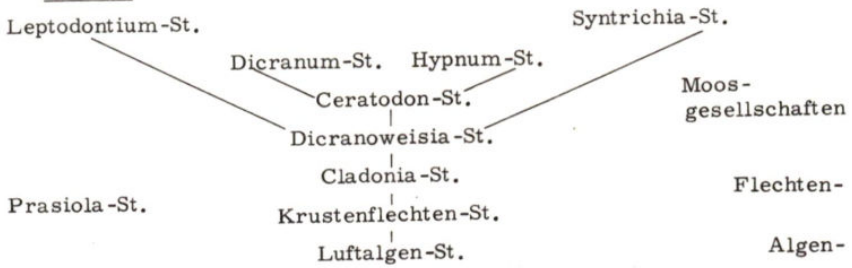 Leptodontium-St.
Syntrichia-St.
Dicranum-St. Hypnum-St.
Ceratodon-St.
Moos-
gesellschaften
Dicranoweisia-St.
Cladonia-St.
Flechten-
Prasiola-St.
Krustenflechten-St.
Luftalgen-St.
Algen-